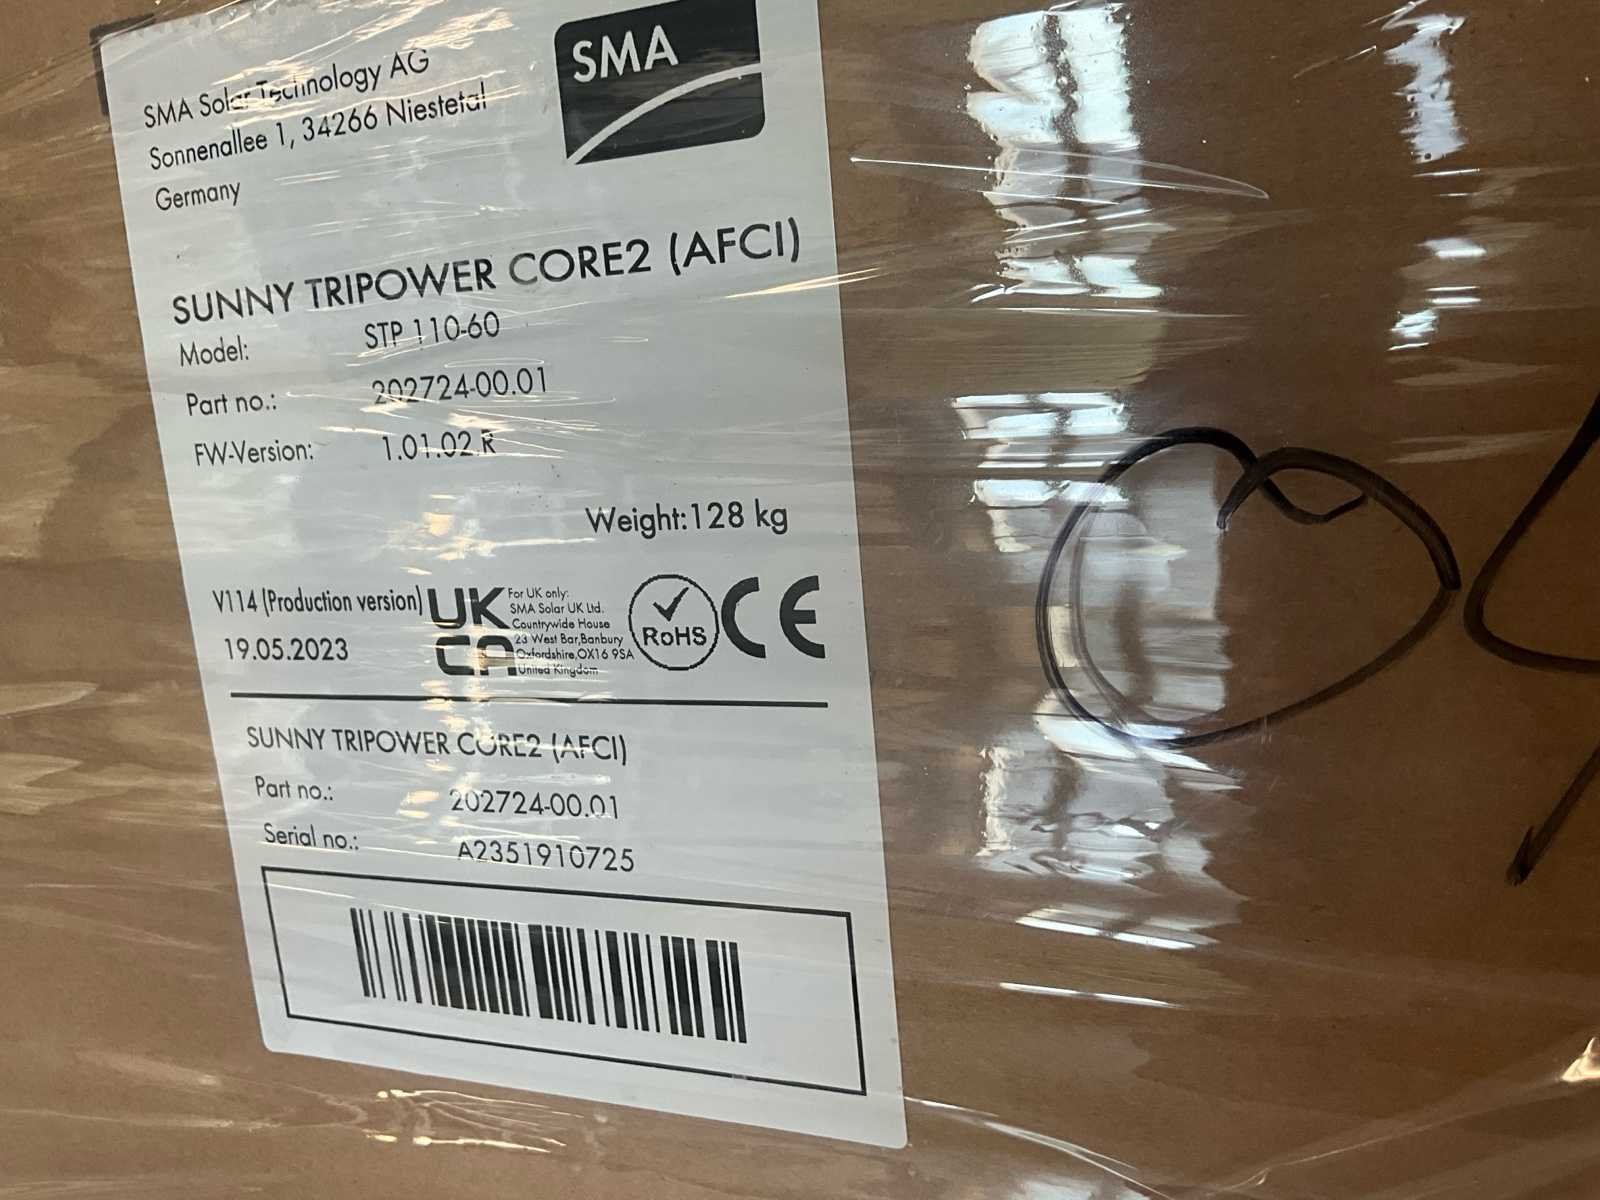 SMA Solar Technology AG
Sonnenallee 1, 34266 Niestetal
Germany
SMA
SUNNY TRIPOWER CORE2 (AFCI)
Model: STP 110-60
Part no.: 202724-00.01
FW-Version: 1.01.02.R
Weight:128 kg
V114 (Production version)
19.05.2023
UK
CA
For UK only:
SMA Solar UK Ltd.
Countrywide House
23 West Bar,Banbury
Oxfordshire,OX16 9SA
United Kingdom
RoHS
CE
SUNNY TRIPOWER CORE2 (AFCI)
Part no.: 202724-00.01
Serial no.: A2351910725